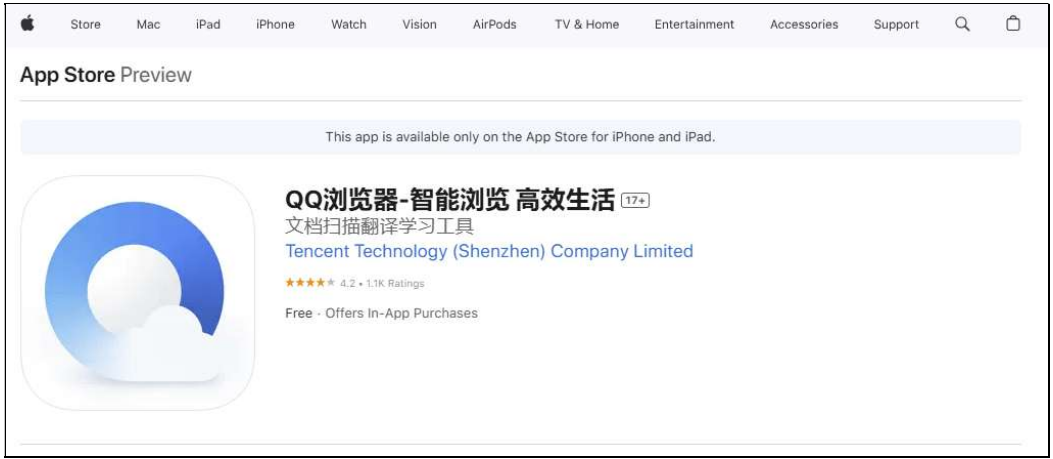 Store Mac iPad iPhone Watch Vision AirPods TV & Home Entertainment Accessories Support
App Store Preview
This app is available only on the App Store for iPhone and iPad.
QQ浏览器-智能浏览 高效生活 17+
文档扫描翻译学习工具
Tencent Technology (Shenzhen) Company Limited
★★★★★ 4.2 • 1.1K Ratings
Free · Offers In-App Purchases